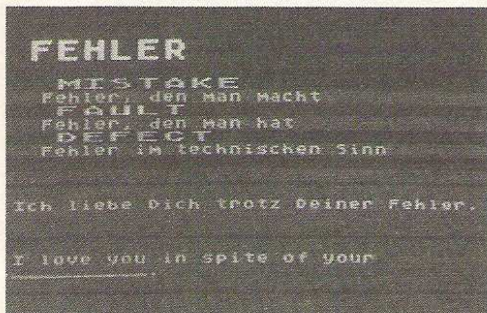 FEHLER
MISTAKE
Fehler, den man macht
FAULT
Fehler, den man hat
DEFECT
Fehler im technischen Sinn
Ich liebe Dich trotz Deiner Fehler.
I love you in spite of your
.